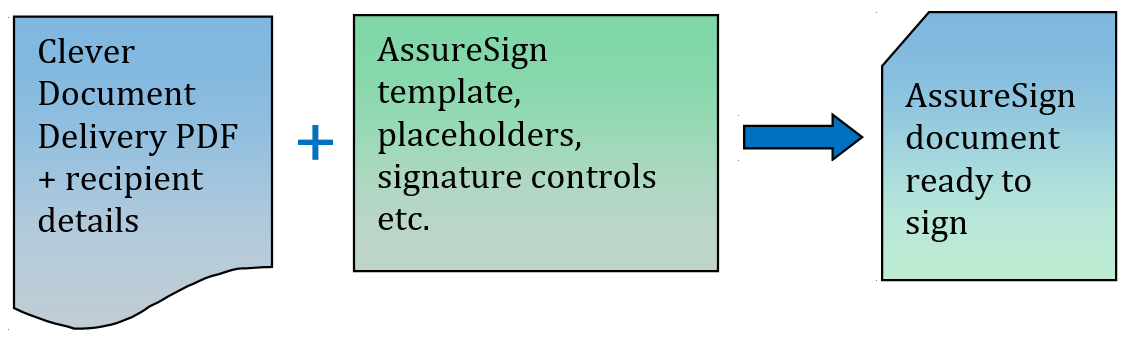 Clever
Document
Delivery PDF
+ recipient
details
+
AssureSign
template,
placeholders,
signature controls
etc.
AssureSign
document
ready to
sign